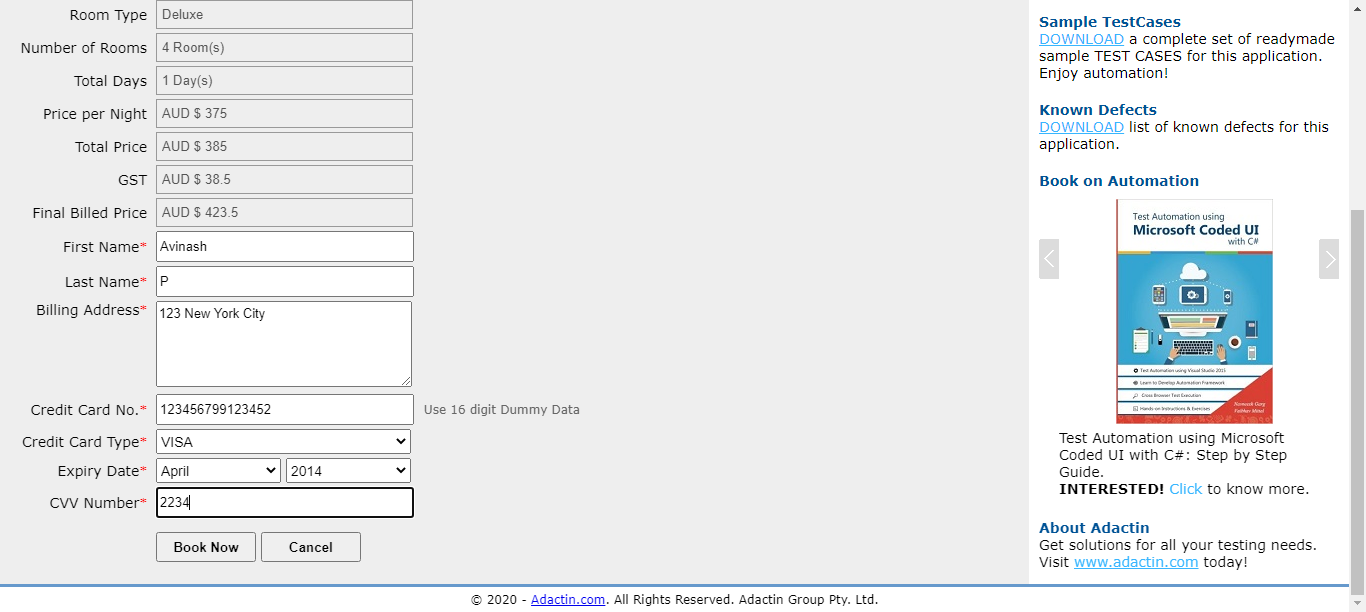 Room Type Deluxe
Number of Rooms 4 Room(s)
Total Days 1 Day(s)
Price per Night AUD $ 375
Total Price AUD $ 385
GST AUD $ 38.5
Final Billed Price AUD $ 423.5
First Name* Avinash
Last Name* P
Billing Address* 123 New York City
Credit Card No.* 123456799123452 Use 16 digit Dummy Data
Credit Card Type* VISA
Expiry Date* April 2014
CVV Number* 2234
Book Now Cancel
Sample TestCases
DOWNLOAD a complete set of readymade
sample TEST CASES for this application.
Enjoy automation!
Known Defects
DOWNLOAD list of known defects for this
application.
Book on Automation
Test Automation using
Microsoft Coded UI
with C#
Test Automation using Visual Studio 2015
Learn to Develop Automation Framework
Cross Browser Test Execution
Hands-on Instructions & Exercises
Navneesh Garg
Test Automation using Microsoft
Coded UI with C#: Step by Step
Guide.
INTERESTED! Click to know more.
About Adactin
Get solutions for all your testing needs.
Visit www.adactin.com today!
© 2020 - Adactin.com. All Rights Reserved. Adactin Group Pty. Ltd.